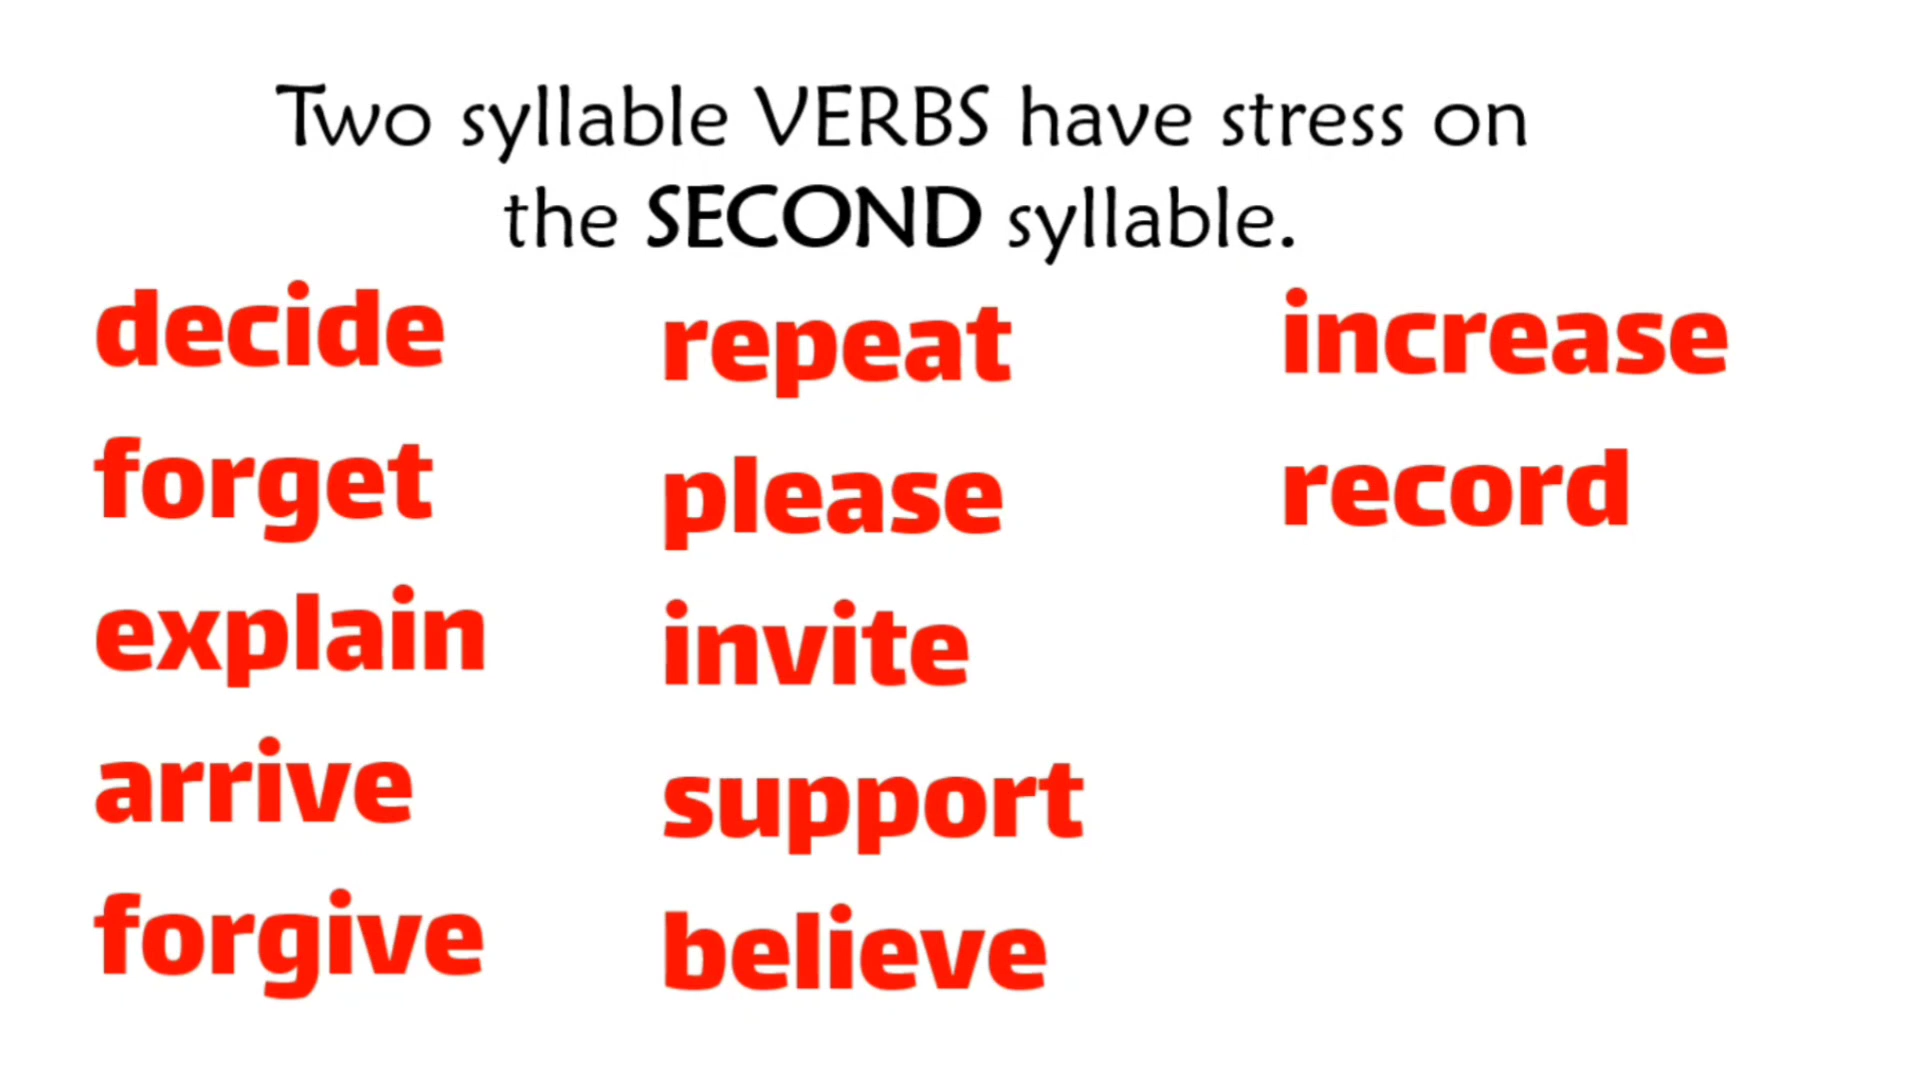 Two syllable VERBS have stress on
the SECOND syllable.
decide
forget
explain
arrive
forgive
repeat
please
invite
support
believe
increase
record